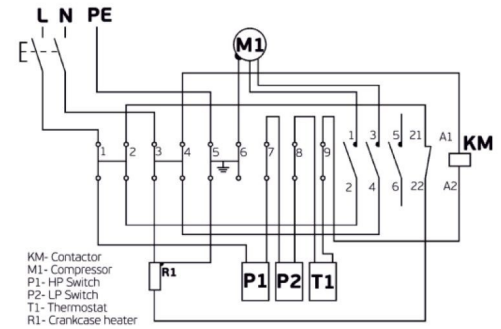 L N PE
M1
1 2 3 4 5 6 7 8 9 1 3 5 21 A1
KM
2 4 6 22 A2
R1
P1 P2 T1
KM- Contactor
M1- Compressor
P1- HP Switch
P2- LP Switch
T1- Thermostat
R1- Crankcase heater